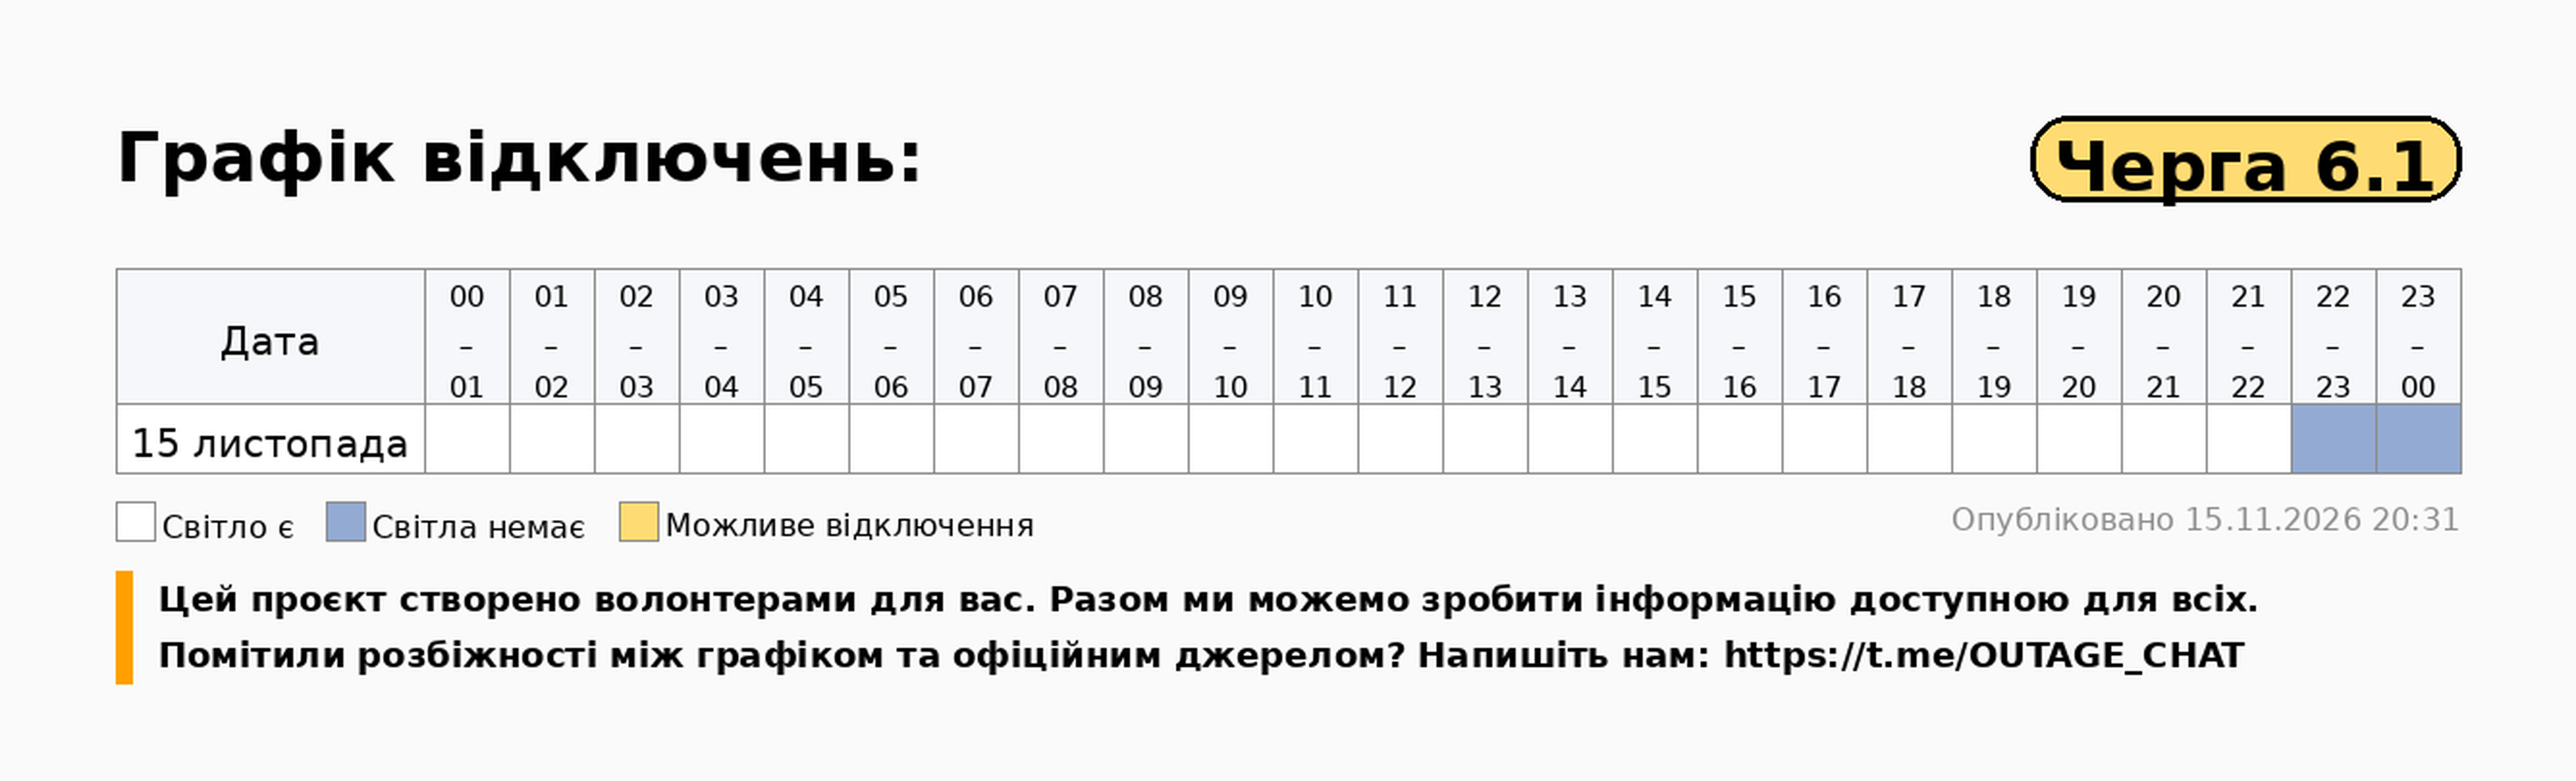 Графік відключень:
Черга 6.1
Дата 00 – 01 01 – 02 02 – 03 03 – 04 04 – 05 05 – 06 06 – 07 07 – 08 08 – 09 09 – 10 10 – 11 11 – 12 12 – 13 13 – 14 14 – 15 15 – 16 16 – 17 17 – 18 18 – 19 19 – 20 20 – 21 21 – 22 22 – 23 23 – 00
15 листопада
Світло є Світла немає Можливе відключення
Опубліковано 15.11.2026 20:31
Цей проєкт створено волонтерами для вас. Разом ми можемо зробити інформацію доступною для всіх.
Помітили розбіжності між графіком та офіційним джерелом? Напишіть нам: https://t.me/OUTAGE_CHAT